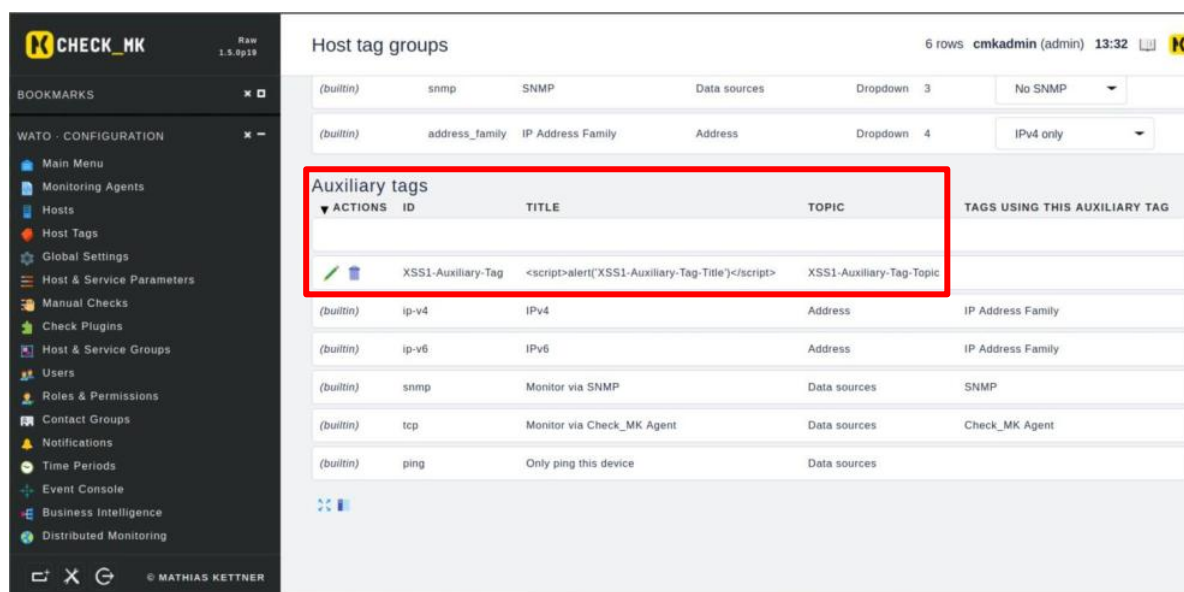 CHECK_MK
Raw
1.5.0p19
Host tag groups
6 rows cmkadmin (admin) 13:32
BOOKMARKS
WATO · CONFIGURATION
Main Menu
Monitoring Agents
Hosts
Host Tags
Global Settings
Host & Service Parameters
Manual Checks
Check Plugins
Host & Service Groups
Users
Roles & Permissions
Contact Groups
Notifications
Time Periods
Event Console
Business Intelligence
Distributed Monitoring
© MATHIAS KETTNER
(builtin) snmp SNMP Data sources Dropdown 3 No SNMP
(builtin) address_family IP Address Family Address Dropdown 4 IPv4 only
Auxiliary tags
ACTIONS ID TITLE TOPIC TAGS USING THIS AUXILIARY TAG
XSS1-Auxiliary-Tag <script>alert('XSS1-Auxiliary-Tag-Title')</script> XSS1-Auxiliary-Tag-Topic
(builtin) ip-v4 IPv4 Address IP Address Family
(builtin) ip-v6 IPv6 Address IP Address Family
(builtin) snmp Monitor via SNMP Data sources SNMP
(builtin) tcp Monitor via Check_MK Agent Data sources Check_MK Agent
(builtin) ping Only ping this device Data sources